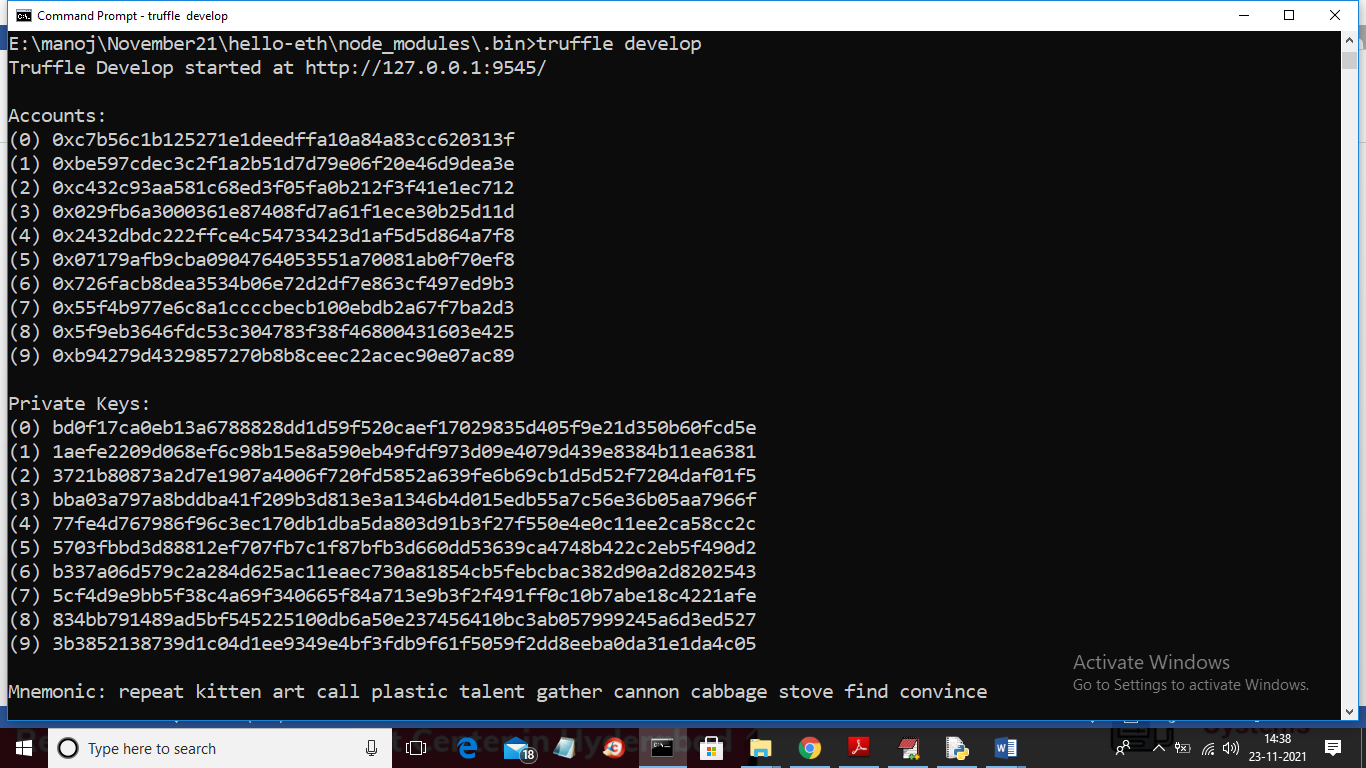 Command Prompt - truffle develop
E:\manoj\November21\hello-eth\node_modules\.bin>truffle develop
Truffle Develop started at http://127.0.0.1:9545/
Accounts:
(0) 0xc7b56c1b125271e1deedffa10a84a83cc620313f
(1) 0xbe597cdec3c2f1a2b51d7d79e06f20e46d9dea3e
(2) 0xc432c93aa581c68ed3f05fa0b212f3f41e1ec712
(3) 0x029fb6a3000361e87408fd7a61f1ece30b25d11d
(4) 0x2432dbdc222ffce4c54733423d1af5d5d864a7f8
(5) 0x07179afb9cba0904764053551a70081ab0f70ef8
(6) 0x726facb8dea3534b06e72d2df7e863cf497ed9b3
(7) 0x55f4b977e6c8a1ccccbecb100ebdb2a67f7ba2d3
(8) 0x5f9eb3646fdc53c304783f38f46800431603e425
(9) 0xb94279d4329857270b8b8ceec22acec90e07ac89
Private Keys:
(0) bd0f17ca0eb13a6788828dd1d59f520caef17029835d405f9e21d350b60fcd5e
(1) 1aefe2209d068ef6c98b15e8a590eb49fdf973d09e4079d439e8384b11ea6381
(2) 3721b80873a2d7e1907a4006f720fd5852a639fe6b69cb1d5d52f7204daf01f5
(3) bba03a797a8bddba41f209b3d813e3a1346b4d015edb55a7c56e36b05aa7966f
(4) 77fe4d767986f96c3ec170db1dba5da803d91b3f27f550e4e0c11ee2ca58cc2c
(5) 5703fbbd3d88812ef707fb7c1f87bfb3d660dd53639ca4748b422c2eb5f490d2
(6) b337a06d579c2a284d625ac11eaec730a81854cb5febcbac382d90a2d8202543
(7) 5cf4d9e9bb5f38c4a69f340665f84a713e9b3f2f491ff0c10b7abe18c4221afe
(8) 834bb791489ad5bf545225100db6a50e237456410bc3ab057999245a6d3ed527
(9) 3b3852138739d1c04d1ee9349e4bf3fdb9f61f5059f2dd8eeba0da31e1da4c05
Activate Windows
Go to Settings to activate Windows.
Mnemonic: repeat kitten art call plastic talent gather cannon cabbage stove find convince
Type here to search
18
14:38
23-11-2021